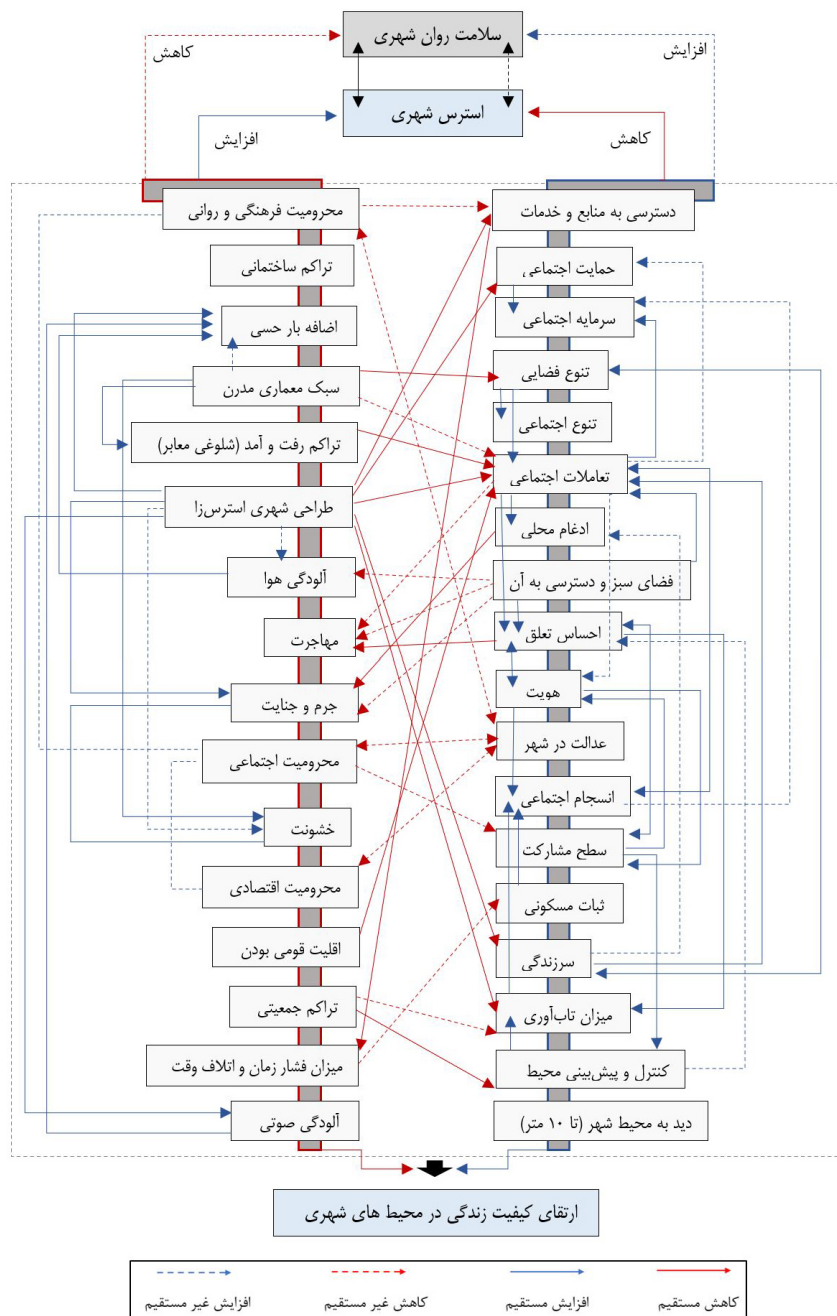 سلامت روان شهری
کاهش
افزایش
استرس شهری
افزایش
کاهش
محرومیت فرهنگی و روانی
دسترسی به منابع و خدمات
تراکم ساختمانی
حمایت اجتماعی
اضافه بار حسی
سرمایه اجتماعی
سبک معماری مدرن
تنوع فضایی
تنوع اجتماعی
تراکم رفت و آمد (شلوغی معابر)
تعاملات اجتماعی
طراحی شهری استرس‌زا
ادغام محلی
آلودگی هوا
فضای سبز و دسترسی به آن
مهاجرت
احساس تعلق
جرم و جنایت
هویت
عدالت در شهر
محرومیت اجتماعی
انسجام اجتماعی
خشونت
سطح مشارکت
محرومیت اقتصادی
ثبات مسکونی
اقلیت قومی بودن
سرزندگی
تراکم جمعیتی
میزان تاب‌آوری
میزان فشار زمان و اتلاف وقت
کنترل و پیش‌بینی محیط
آلودگی صوتی
دید به محیط شهر (تا ۱۰ متر)
ارتقای کیفیت زندگی در محیط های شهری
کاهش مستقیم
افزایش مستقیم
کاهش غیر مستقیم
افزایش غیر مستقیم